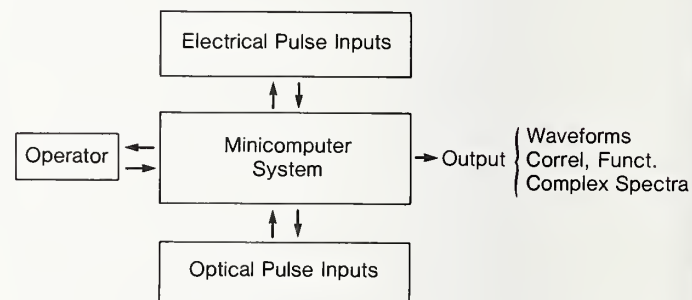 Electrical Pulse Inputs
Operator
Minicomputer
System
Output
Waveforms
Correl, Funct.
Complex Spectra
Optical Pulse Inputs